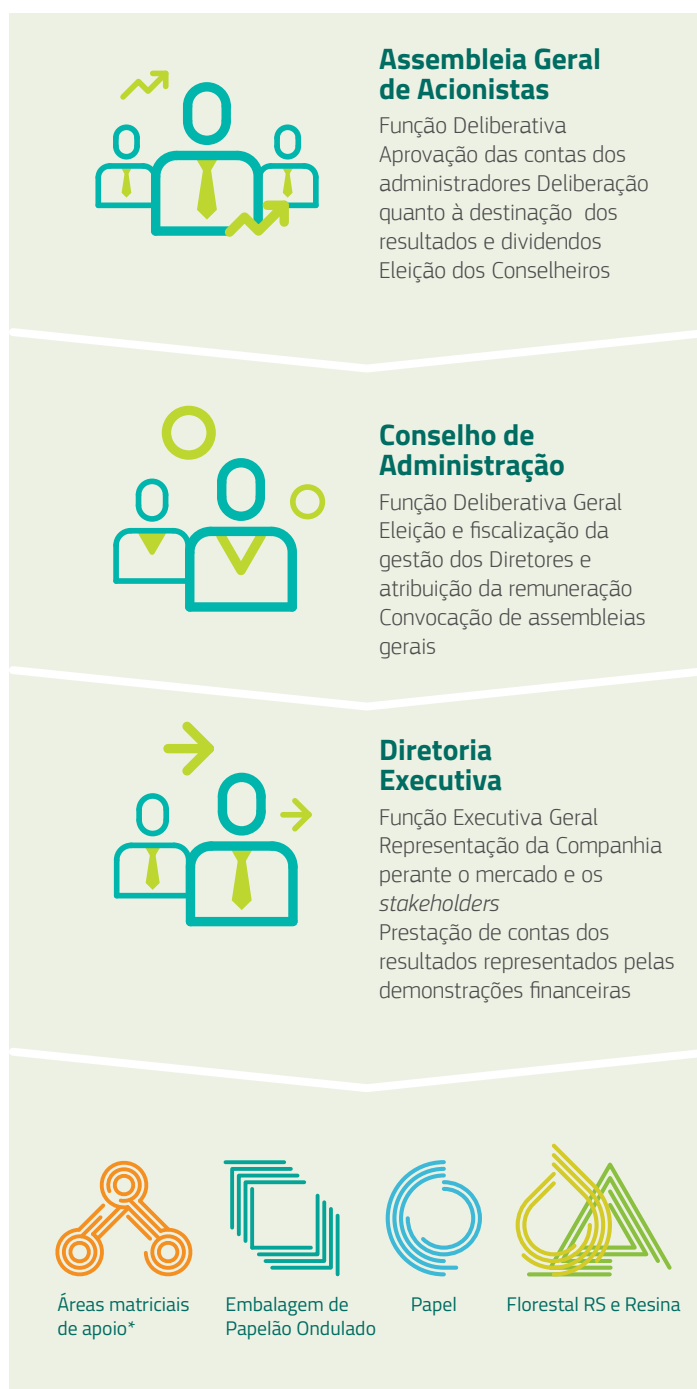 Assembleia Geral
de Acionistas
Função Deliberativa
Aprovação das contas dos
administradores Deliberação
quanto à destinação dos
resultados e dividendos
Eleição dos Conselheiros
Conselho de
Administração
Função Deliberativa Geral
Eleição e fiscalização da
gestão dos Diretores e
atribuição da remuneração
Convocação de assembleias
gerais
Diretoria
Executiva
Função Executiva Geral
Representação da Companhia
perante o mercado e os
stakeholders
Prestação de contas dos
resultados representados pelas
demonstrações financeiras
Áreas matriciais
de apoio*
Embalagem de
Papelão Ondulado
Papel
Florestal RS e Resina